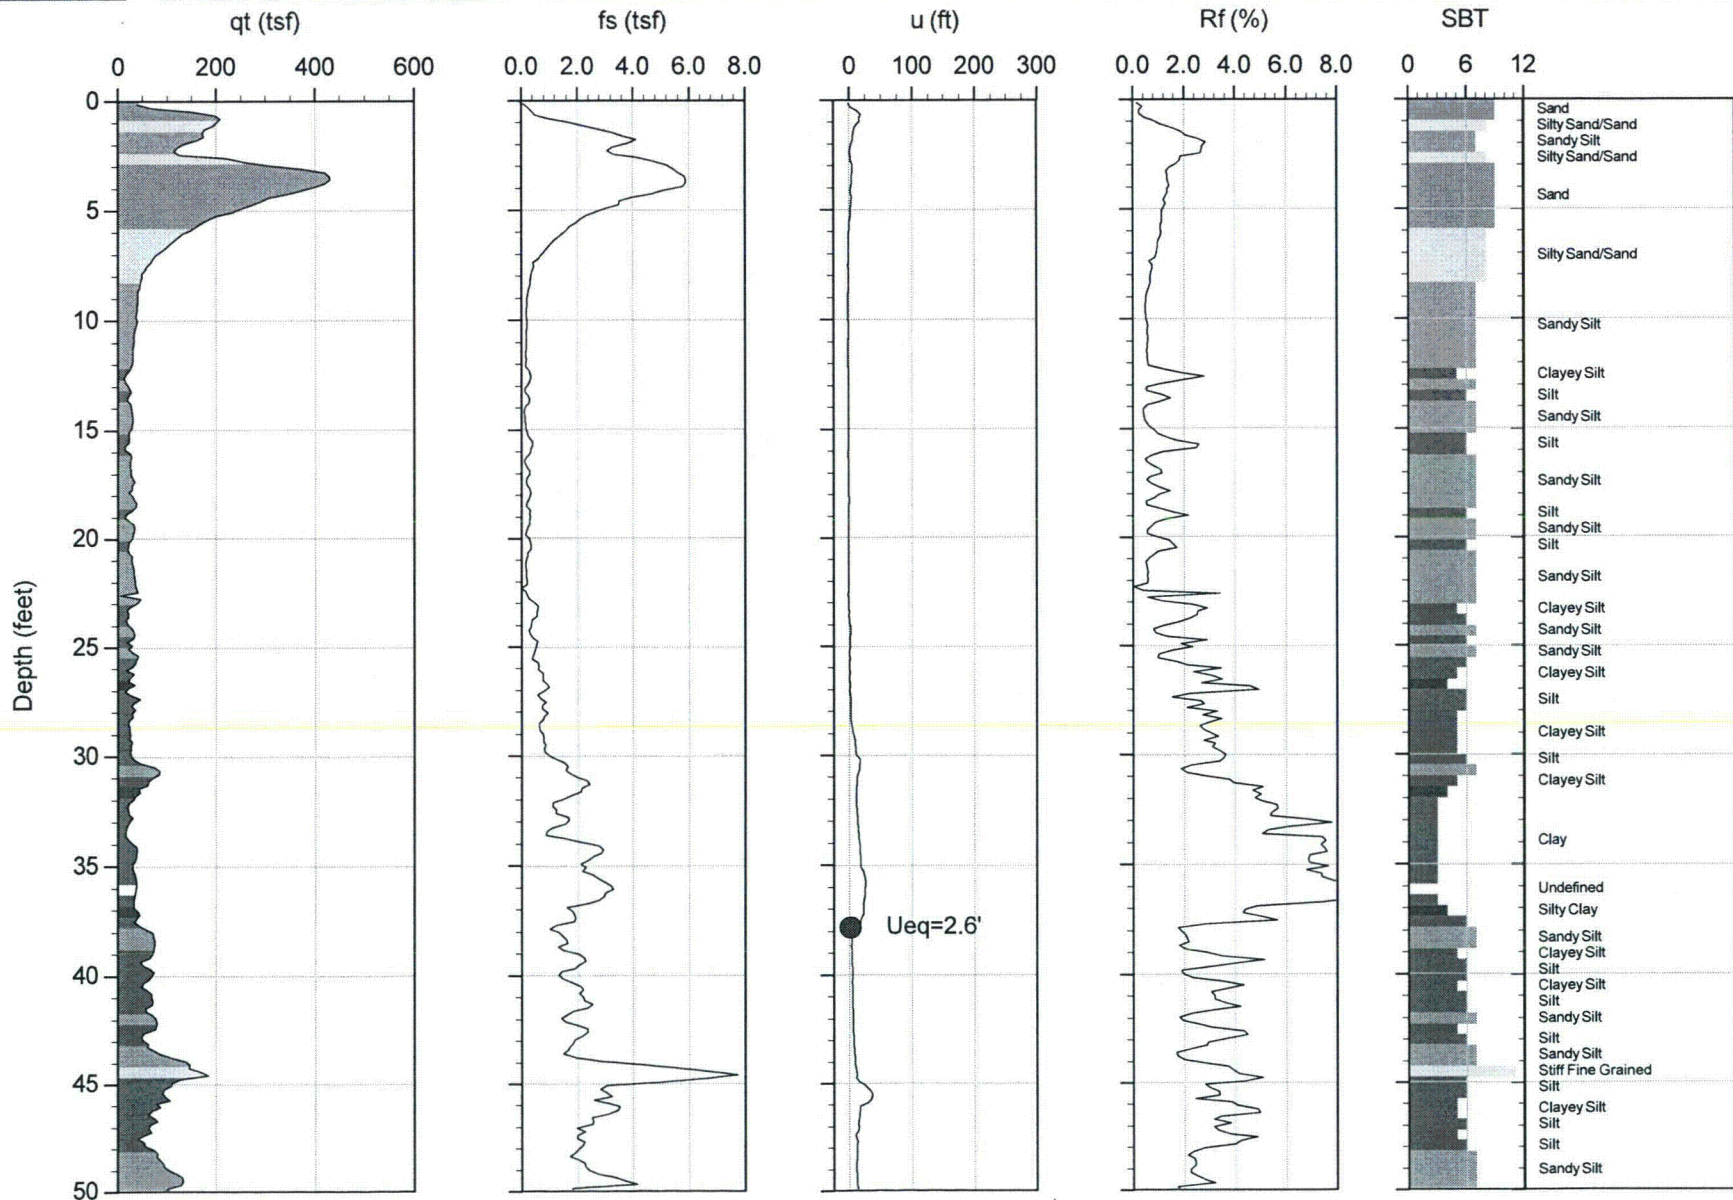 qt (tsf)
fs (tsf)
u (ft)
Rf (%)
SBT
0 200 400 600
0.0 2.0 4.0 6.0 8.0
0 100 200 300
0.0 2.0 4.0 6.0 8.0
0 6 12
Depth (feet)
0
5
10
15
20
25
30
35
40
45
50
Ueq=2.6'
Sand
Silty Sand/Sand
Sandy Silt
Silty Sand/Sand
Sand
Silty Sand/Sand
Sandy Silt
Clayey Silt
Silt
Sandy Silt
Silt
Sandy Silt
Silt
Sandy Silt
Silt
Sandy Silt
Clayey Silt
Sandy Silt
Sandy Silt
Clayey Silt
Silt
Clayey Silt
Silt
Clayey Silt
Clay
Undefined
Silty Clay
Sandy Silt
Clayey Silt
Silt
Clayey Silt
Silt
Sandy Silt
Silt
Sandy Silt
Stiff Fine Grained
Silt
Clayey Silt
Silt
Silt
Sandy Silt